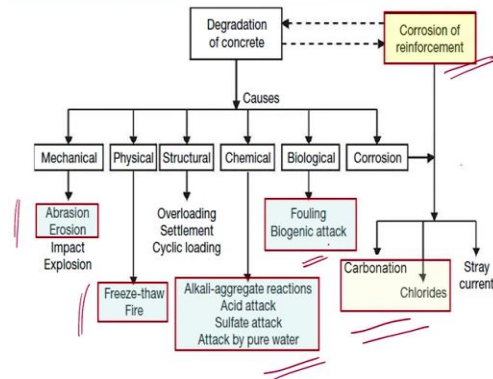 Degradation
of concrete
Corrosion of
reinforcement
Causes
Mechanical
Physical
Structural
Chemical
Biological
Corrosion
Abrasion
Erosion
Impact
Explosion
Freeze-thaw
Fire
Overloading
Settlement
Cyclic loading
Alkali-aggregate reactions
Acid attack
Sulfate attack
Attack by pure water
Fouling
Biogenic attack
Carbonation
Chlorides
Stray
current